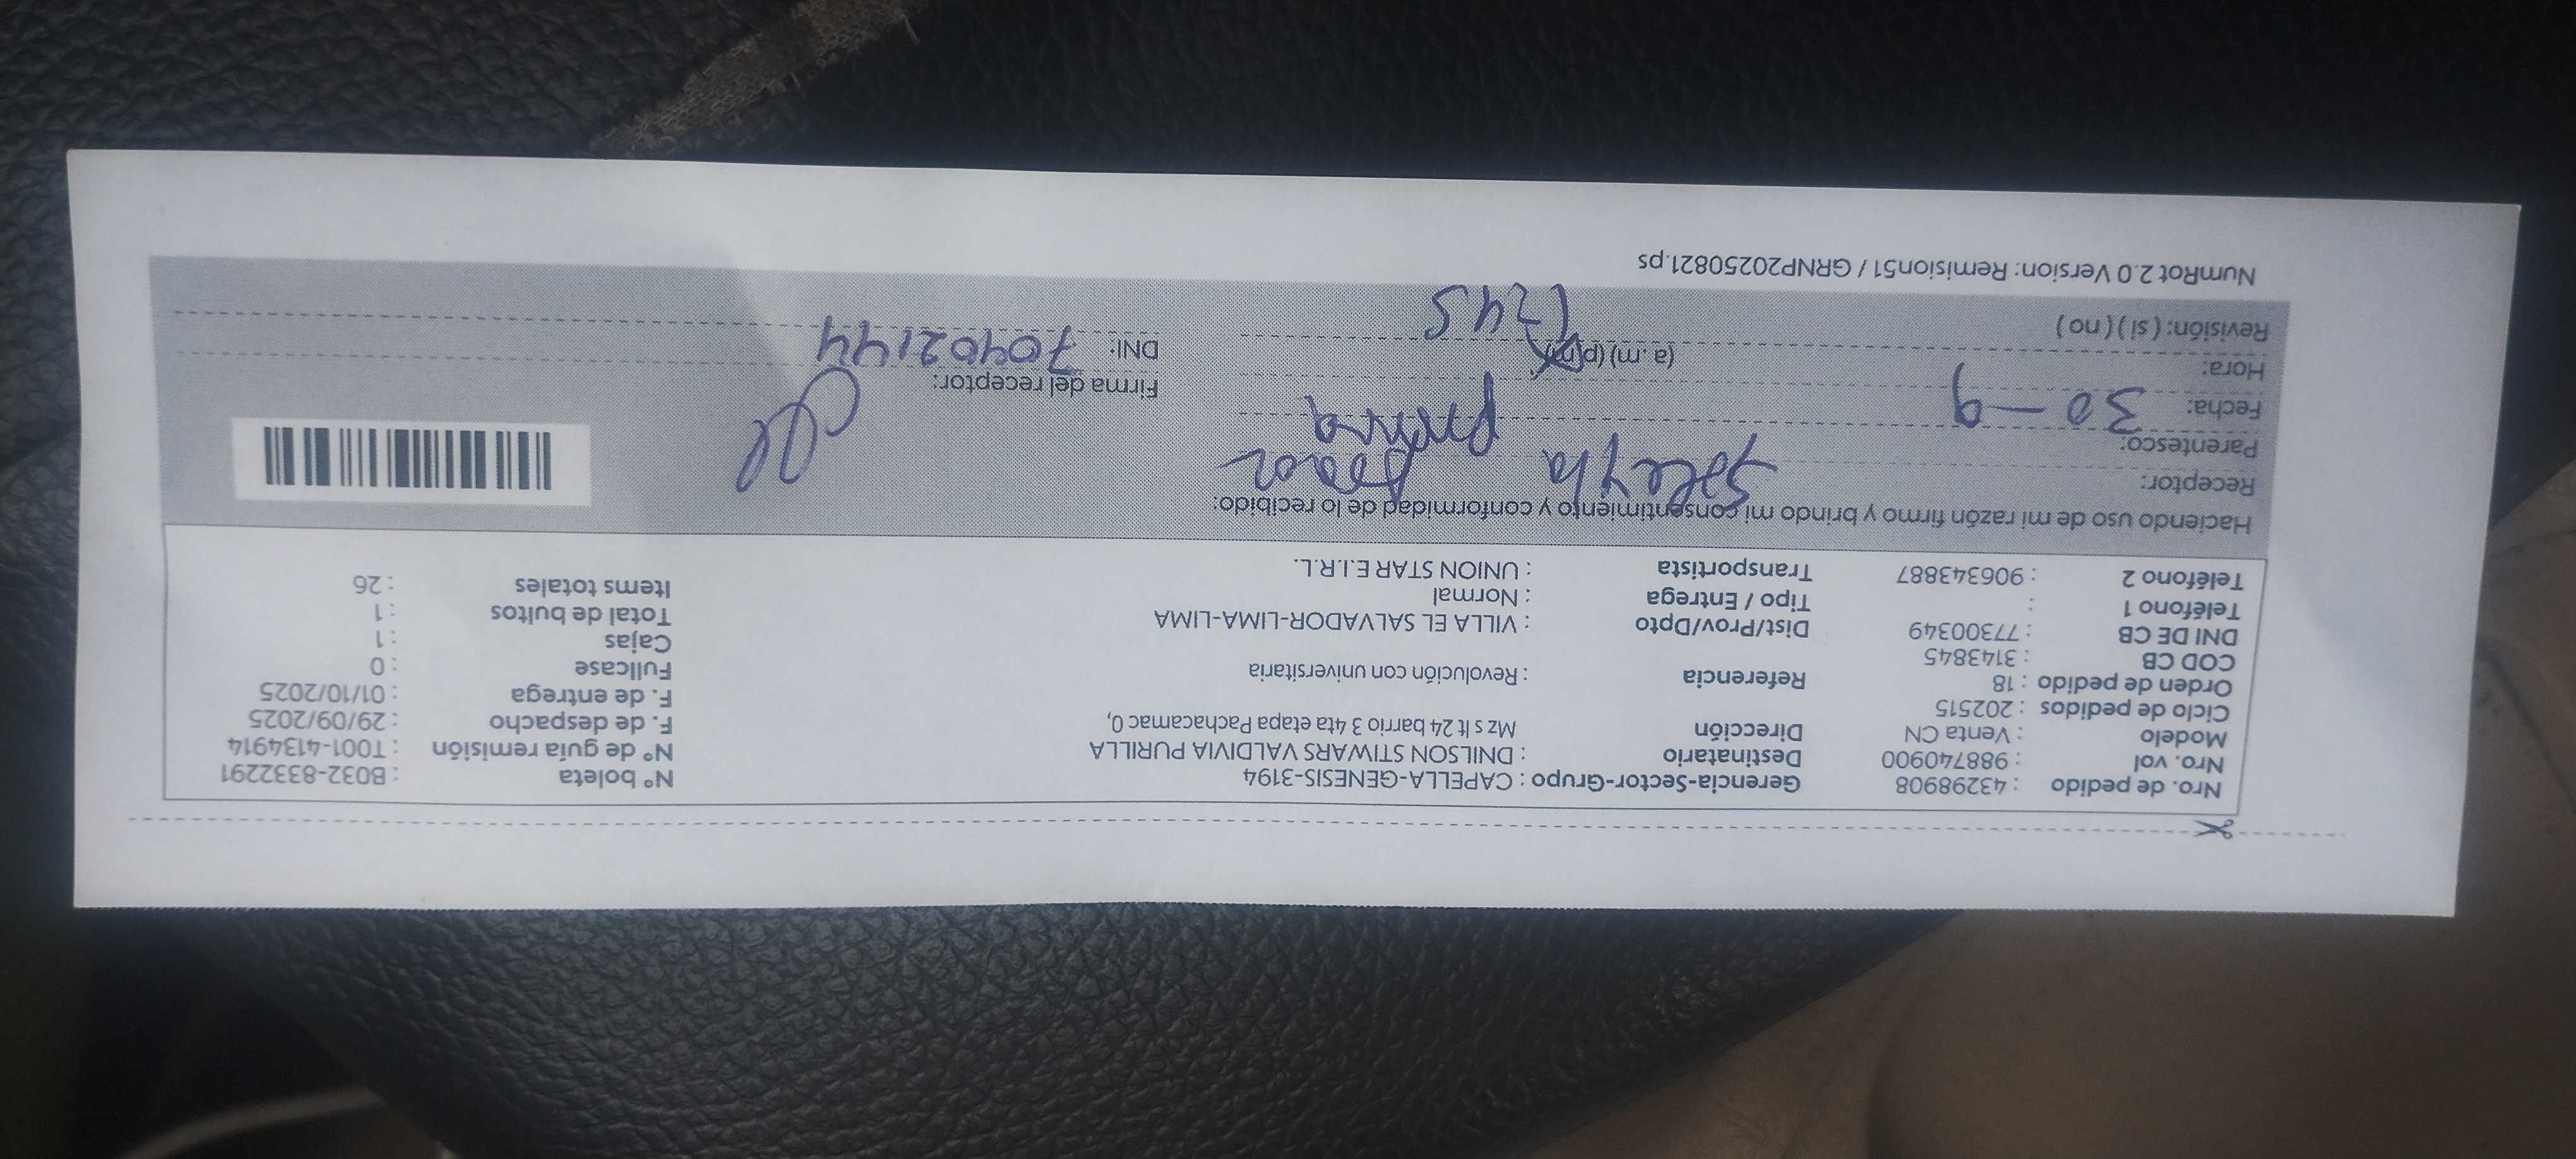 Nro. de pedido : 43298908 Gerencia-Sector-Grupo : CAPELLA-GENESIS-3194 N° boleta : B032-8332291
Nro. vol : 988740900 Destinatario : DNILSON STIWARS VALDIVIA PURILLA N° de guía remisión : T001-4134914
Modelo : Venta CN Dirección Mz s lt 24 barrio 3 4ta etapa Pachacamac 0, F. de despacho : 29/09/2025
Ciclo de pedidos : 202515 F. de entrega : 01/10/2025
Orden de pedido : 18 Referencia : Revolución con universitaria Fullcase : 0
COD CB : 3143845 Cajas : 1
DNI DE CB : 77300349 Dist/Prov/Dpto : VILLA EL SALVADOR-LIMA-LIMA Total de bultos : 1
Teléfono 1 : Tipo / Entrega : Normal Items totales : 26
Teléfono 2 : 906343887 Transportista : UNION STAR E.I.R.L.
Haciendo uso de mi razón firmo y brindo mi consentimiento y conformidad de lo recibido:
Receptor:
Parentesco: prima
Fecha: 30-9 Firma del receptor:
Hora: (a.m) (p.m) 1245 DNI: 70402144
Revisión: ( si ) ( no )
NumRot 2.0 Version: Remision51 / GRNP20250821.ps